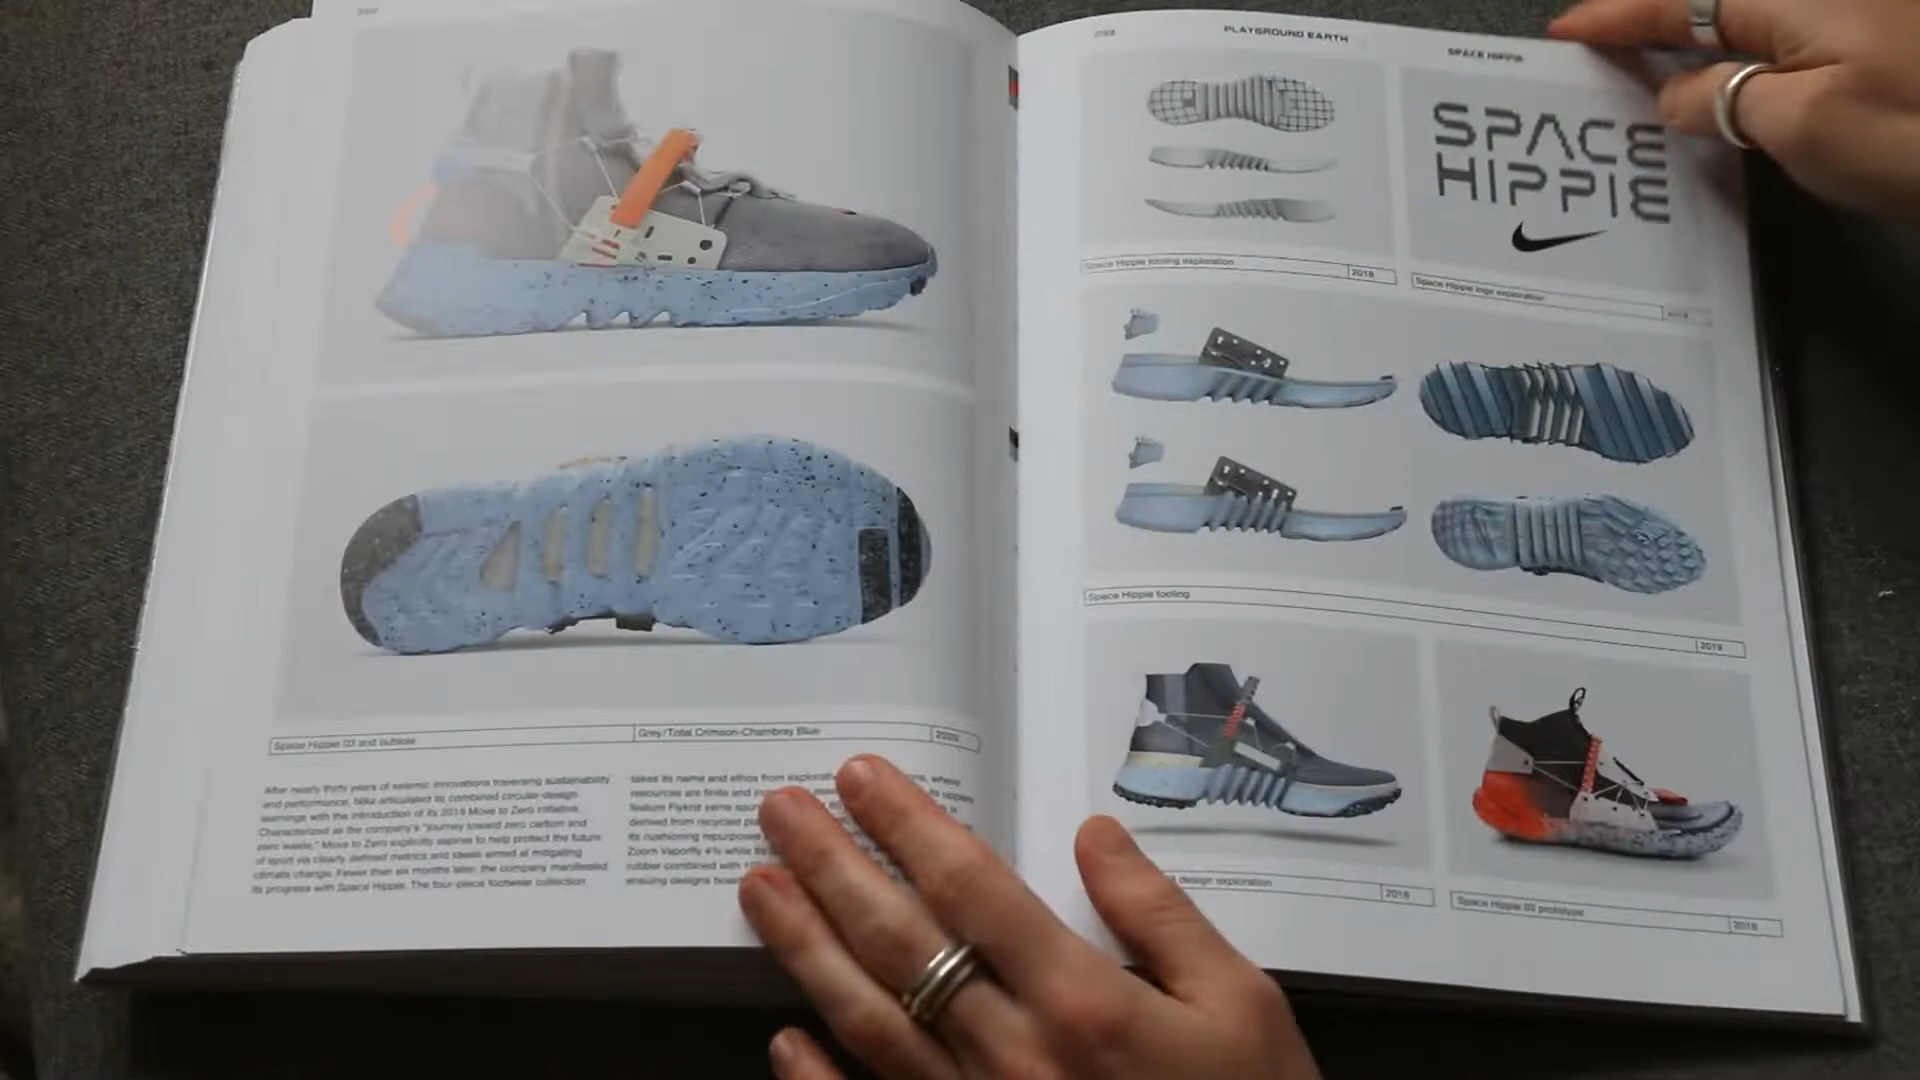 Space Hippie 03 and outsole
Grey/Total Crimson-Chambray Blue
2020
After nearly thirty years of seismic innovations traversing sustainability
and performance, Nike articulated its combined circular-design
learnings with the introduction of its 2019 Move to Zero initiative.
Characterized as the company's "journey toward zero carbon and
zero waste," Move to Zero explicitly aspires to help protect the future
of sport via clearly defined metrics and ideals aimed at mitigating
climate change. Fewer than six months later, the company manifested
its progress with Space Hippie. The four-piece footwear collection
takes its name and ethos from
where
resources are finite and
its uppers
feature Flyknit yarns spun
derived from recycled
its cushioning
Zoom Vaporfly 4% while its
rubber combined with
ensuing designs
PLAYGROUND EARTH
SPACE HIPPIE
SPACE
HIPPIE
Space Hippie tooling exploration
2018
Space Hippie logo exploration
Space Hippie tooling
2019
design exploration
2018
Space Hippie 02 prototype
2018